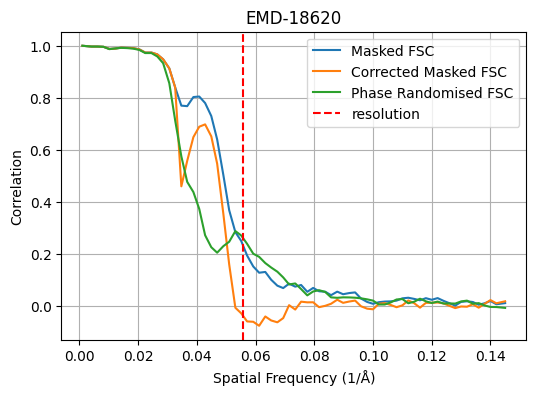 EMD-18620
Masked FSC
Corrected Masked FSC
Phase Randomised FSC
resolution
1.0
0.8
0.6
0.4
0.2
0.0
Correlation
0.00 0.02 0.04 0.06 0.08 0.10 0.12 0.14
Spatial Frequency (1/Å)